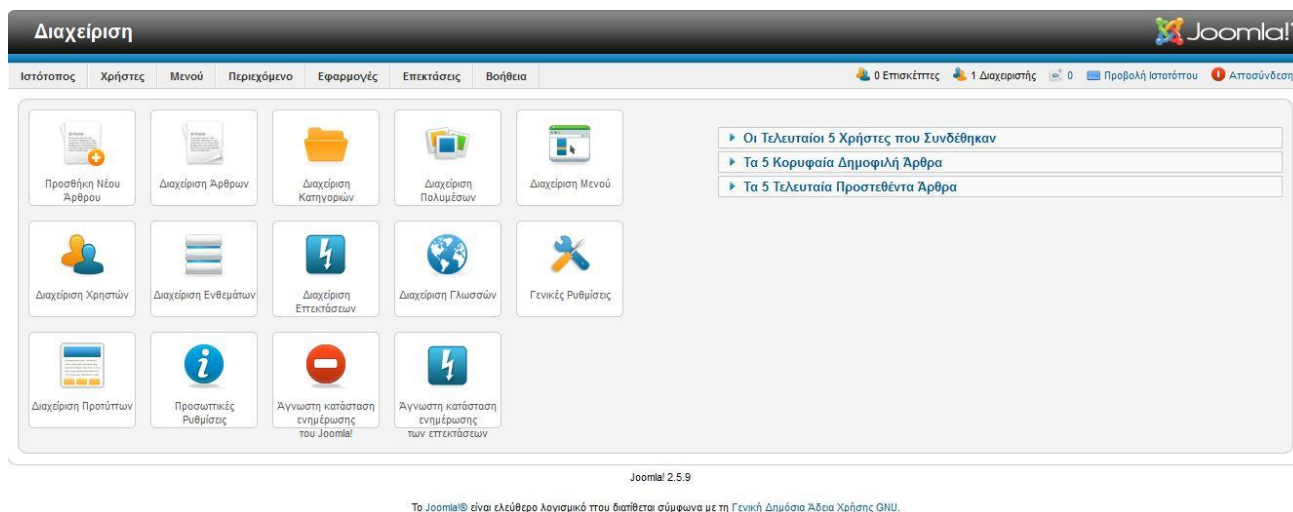 Διαχείριση
Joomla!
Ιστότοπος Χρήστες Μενού Περιεχόμενο Εφαρμογές Επεκτάσεις Βοήθεια
0 Επισκέπτες 1 Διαχειριστής 0 Προβολή Ιστοτόπου Αποσύνδεση
Προσθήκη Νέου
Άρθρου
Διαχείριση Άρθρων
Διαχείριση
Κατηγοριών
Διαχείριση
Πολυμέσων
Διαχείριση Μενού
Οι Τελευταίοι 5 Χρήστες που Συνδέθηκαν
Τα 5 Κορυφαία Δημοφιλή Άρθρα
Τα 5 Τελευταία Προστεθέντα Άρθρα
Διαχείριση Χρηστών
Διαχείριση Ενθεμάτων
Διαχείριση
Επεκτάσεων
Διαχείριση Γλωσσών
Γενικές Ρυθμίσεις
Διαχείριση Προτύπων
Προσωπικές
Ρυθμίσεις
Άγνωστη κατάσταση
ενημέρωσης
του Joomla!
Άγνωστη κατάσταση
ενημέρωσης
των επεκτάσεων
Joomla! 2.5.9
Το Joomla!® είναι ελεύθερο λογισμικό που διατίθεται σύμφωνα με τη Γενική Δημόσια Άδεια Χρήσης GNU.